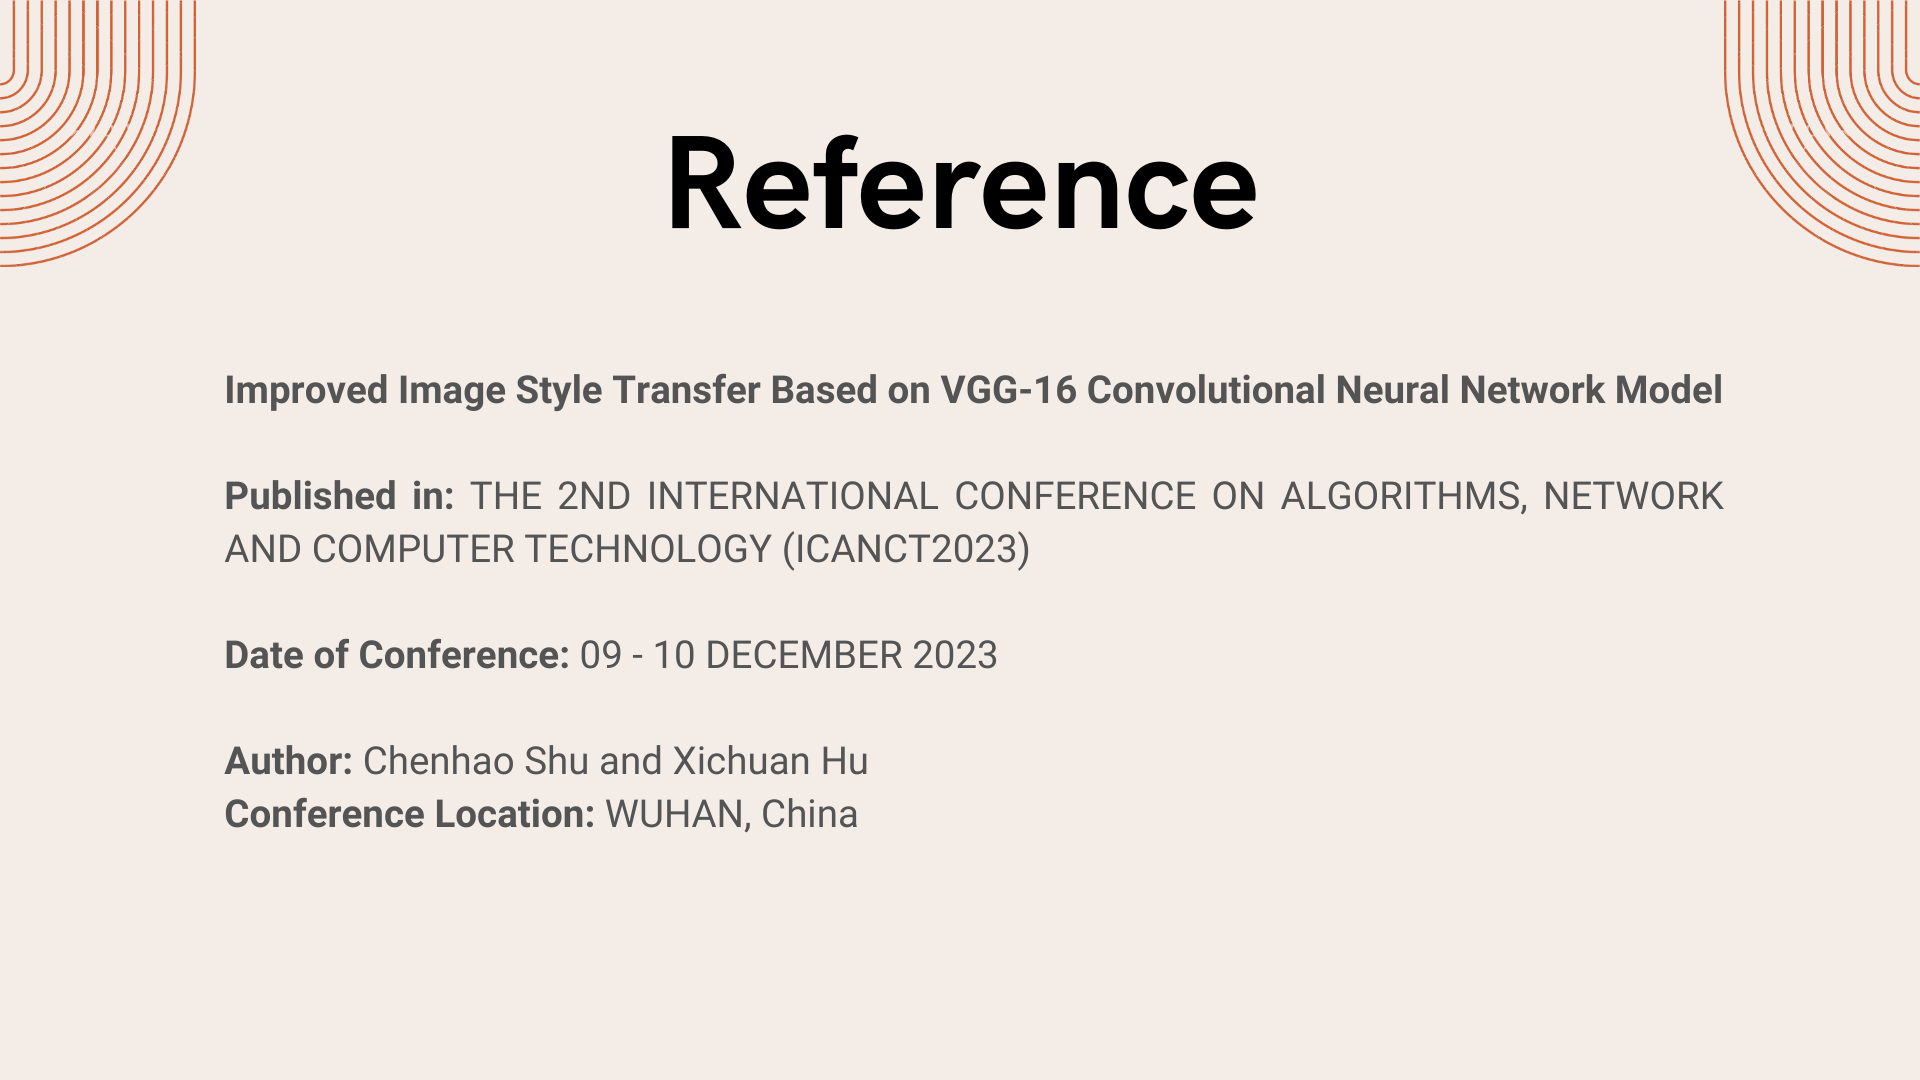 Reference
Improved Image Style Transfer Based on VGG-16 Convolutional Neural Network Model
Published in: THE 2ND INTERNATIONAL CONFERENCE ON ALGORITHMS, NETWORK
AND COMPUTER TECHNOLOGY (ICANCT2023)
Date of Conference: 09 - 10 DECEMBER 2023
Author: Chenhao Shu and Xichuan Hu
Conference Location: WUHAN, China